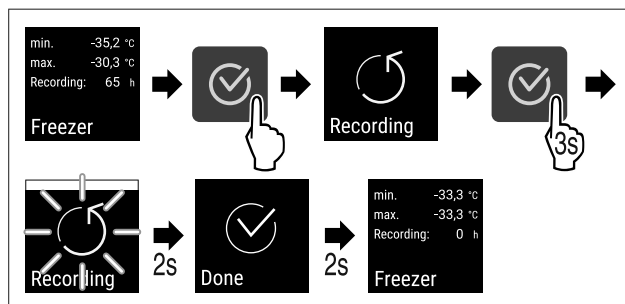 min. -35,2 °C
max. -30,3 °C
Recording: 65 h
Freezer
Recording
3s
Recording
2s
Done
2s
min. -33,3 °C
max. -33,3 °C
Recording: 0 h
Freezer